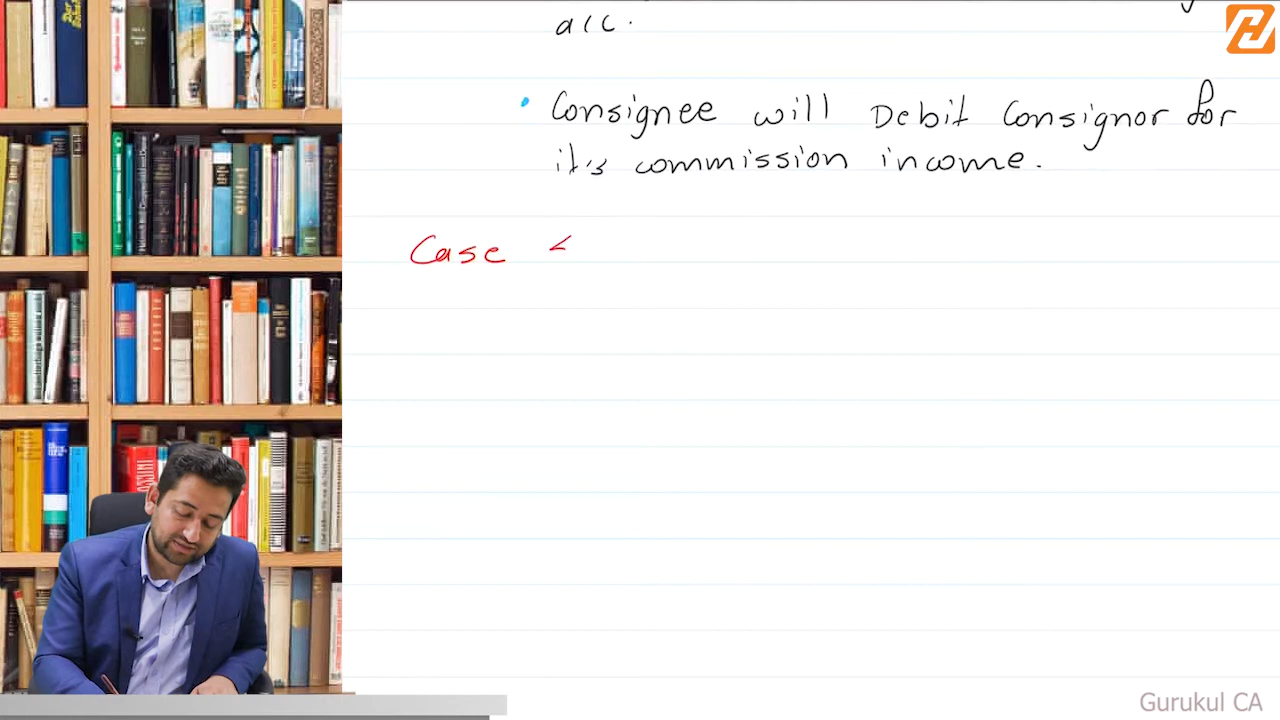 a/c.
• Consignee will Debit Consignor for
it's commission income.
Case
Gurukul CA